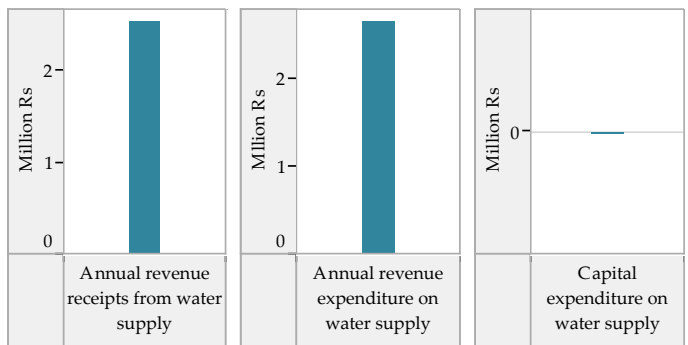 Million Rs
2
1
0
Annual revenue
receipts from water
supply
Mllion Rs
2
1
0
Annual revenue
expenditure on
water supply
Million Rs
0
Capital
expenditure on
water supply